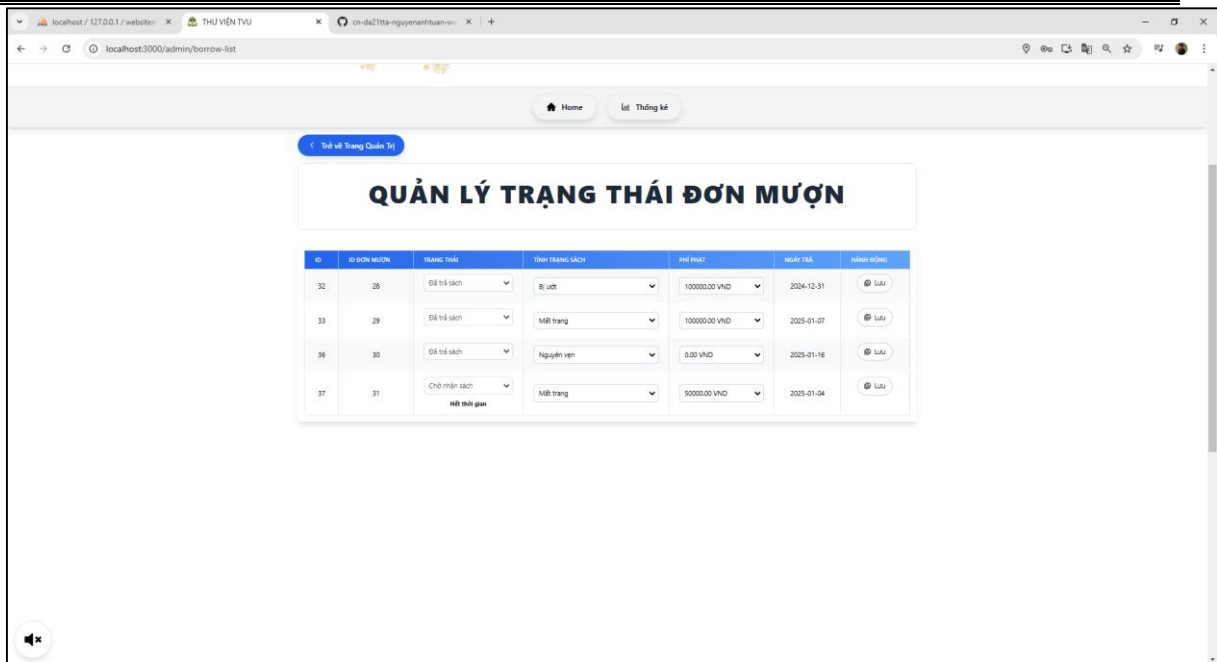 localhost / 127.0.0.1 / website
THƯ VIỆN TVU
cn-da21tta-nguyenanhtuan-we
localhost:3000/admin/borrow-list
Home
Thống kê
Trở về Trang Quản Trị
QUẢN LÝ TRẠNG THÁI ĐƠN MƯỢN
ID ID ĐƠN MƯỢN TRẠNG THÁI TÌNH TRẠNG SÁCH PHÍ PHẠT NGÀY TRẢ HÀNH ĐỘNG
32 28 Đã trả sách Bị ướt 100000.00 VND 2024-12-31 Lưu
33 29 Đã trả sách Mất trang 100000.00 VND 2025-01-07 Lưu
36 30 Đã trả sách Nguyên vẹn 0.00 VND 2025-01-16 Lưu
37 31 Chờ nhận sách Mất trang 50000.00 VND 2025-01-04 Lưu
Hết thời gian